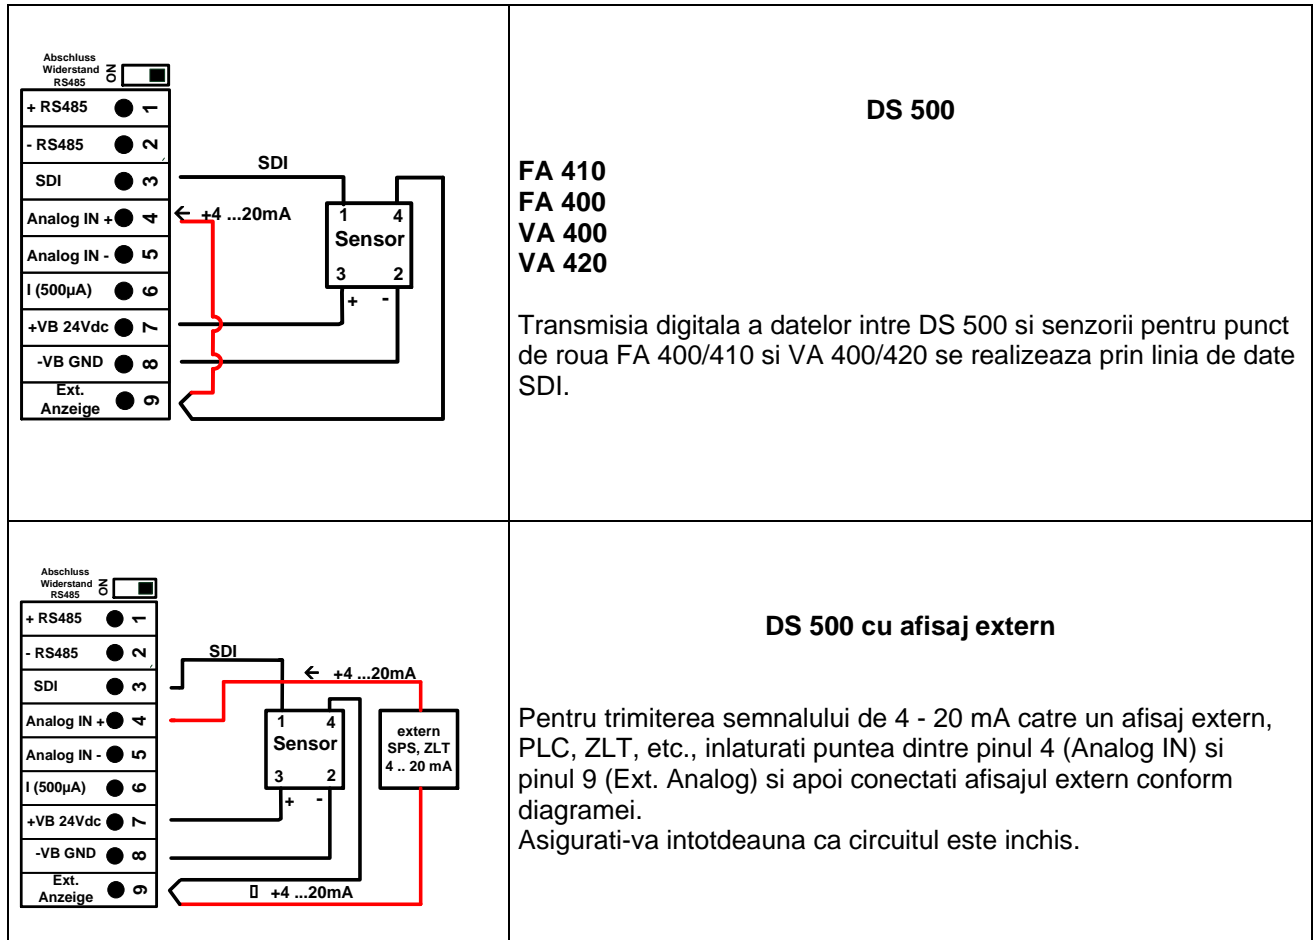 Abschluss
Widerstand
RS485
ON
+ RS485 1
- RS485 2
SDI 3
Analog IN + 4
Analog IN - 5
I (500µA) 6
+VB 24Vdc 7
-VB GND 8
Ext.
Anzeige 9
SDI
← +4 ...20mA
1 4
Sensor
3 2
+ -
DS 500
FA 410
FA 400
VA 400
VA 420
Transmisia digitala a datelor intre DS 500 si senzorii pentru punct
de roua FA 400/410 si VA 400/420 se realizeaza prin linia de date
SDI.
Abschluss
Widerstand
RS485
ON
+ RS485 1
- RS485 2
SDI 3
Analog IN + 4
Analog IN - 5
I (500µA) 6
+VB 24Vdc 7
-VB GND 8
Ext.
Anzeige 9
SDI
← +4 ...20mA
1 4
Sensor
3 2
+ -
extern
SPS, ZLT
4 .. 20 mA
▯ +4 ...20mA
DS 500 cu afisaj extern
Pentru trimiterea semnalului de 4 - 20 mA catre un afisaj extern,
PLC, ZLT, etc., inlaturati puntea dintre pinul 4 (Analog IN) si
pinul 9 (Ext. Analog) si apoi conectati afisajul extern conform
diagramei.
Asigurati-va intotdeauna ca circuitul este inchis.